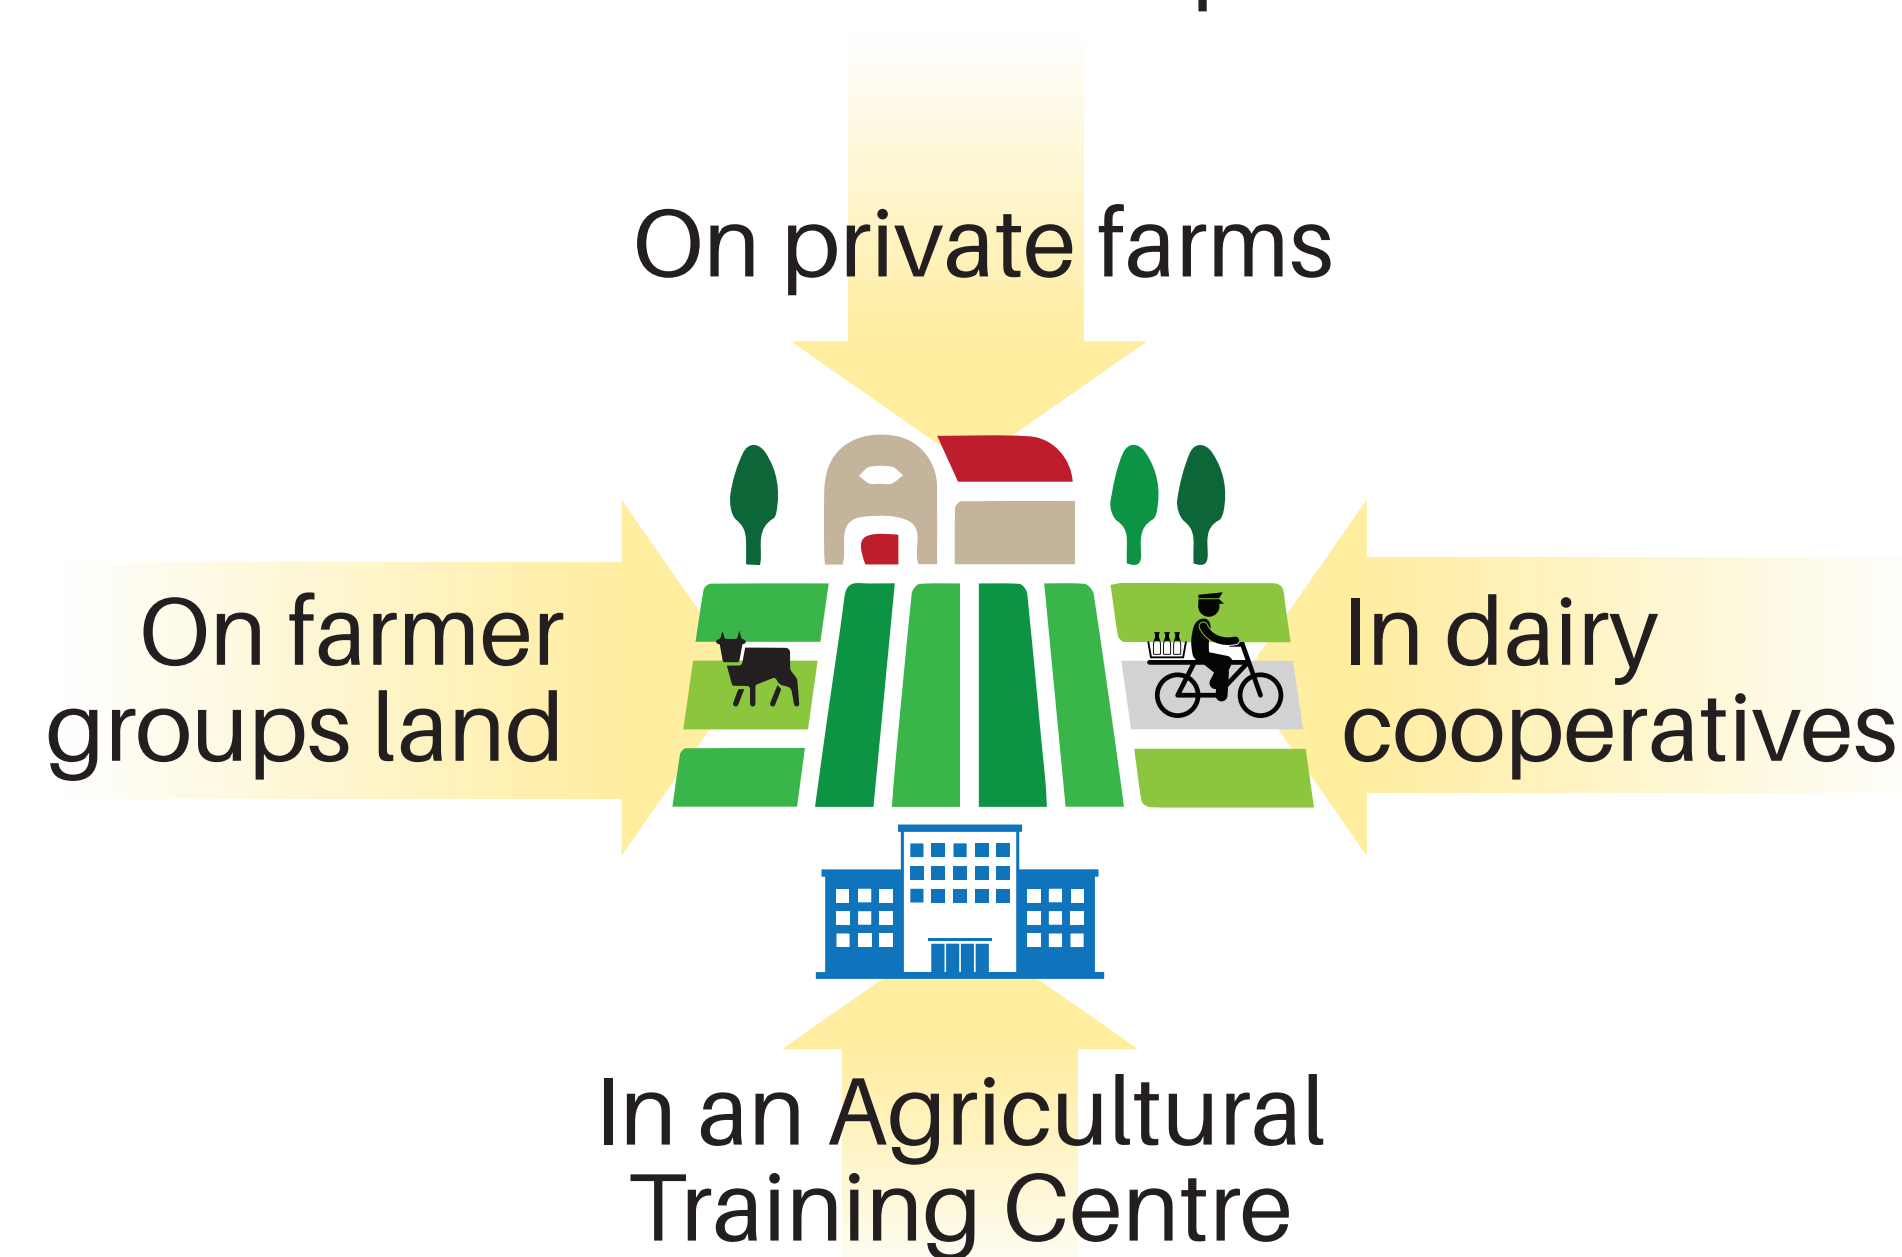 On private farms
On farmer
groups land
In dairy
cooperatives
In an Agricultural
Training Centre